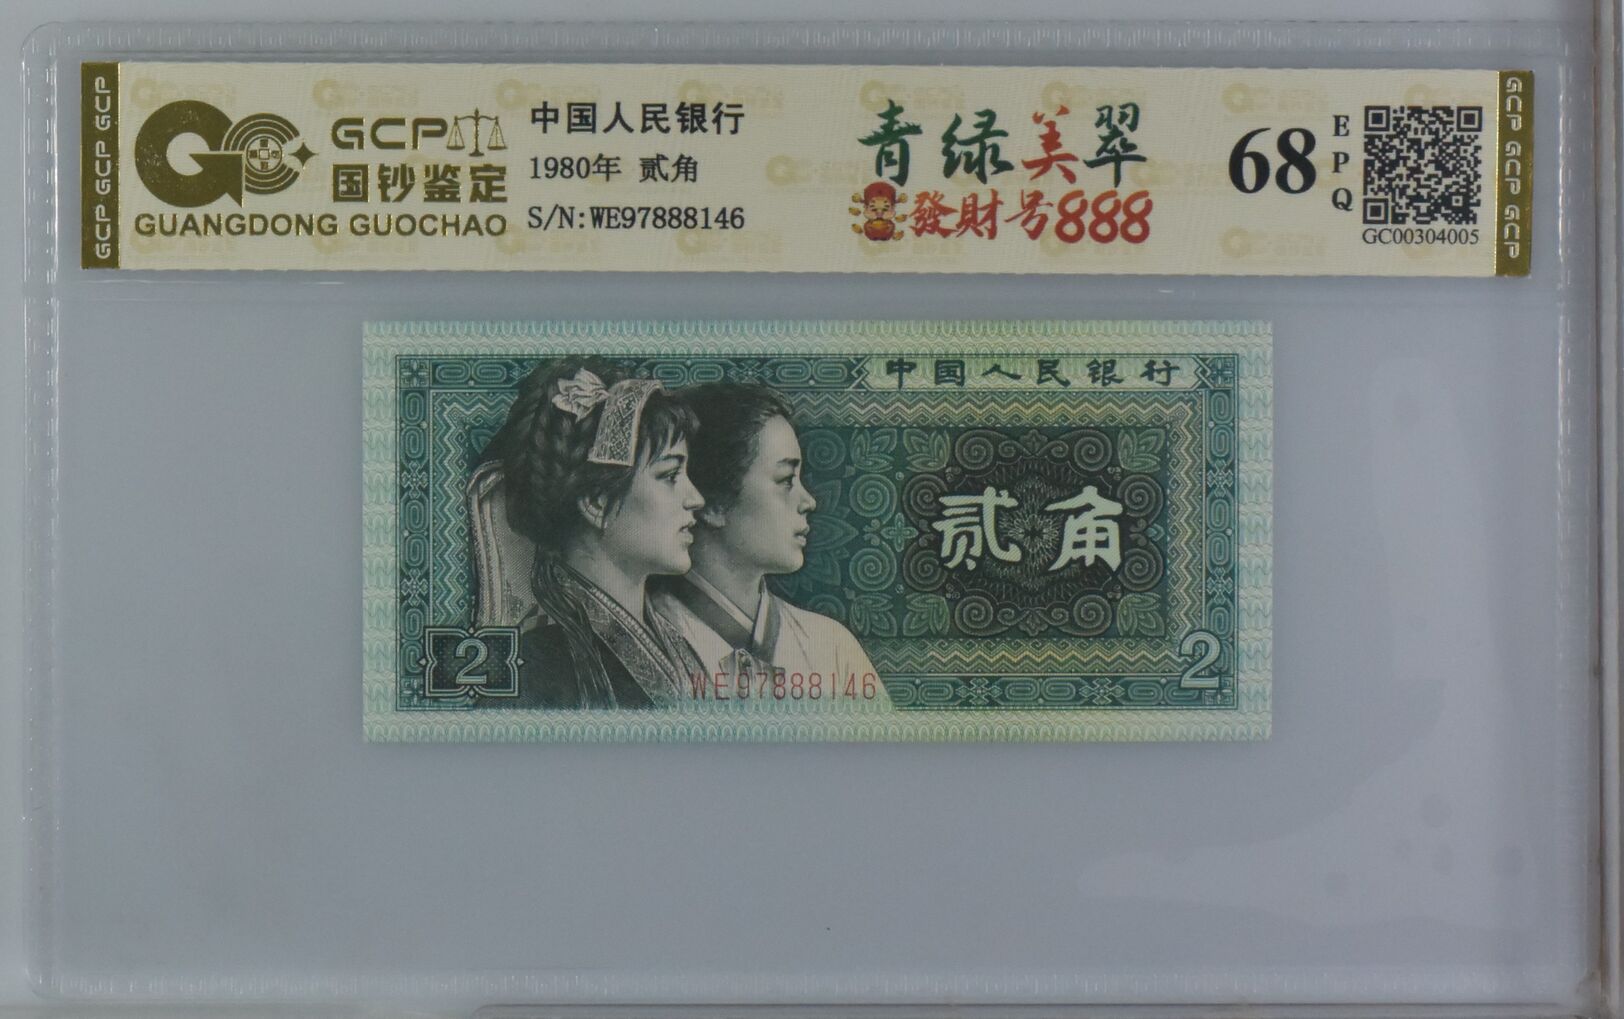 GCP GCP GCP
GCP
国钞鉴定
GUANGDONG GUOCHAO
中国人民银行
1980年 贰角
S/N:WE97888146
青绿美翠
發财号888
68
EPQ
GC00304005
GCP GCP GCP
中国人民银行
贰角
2
WE97888146
2